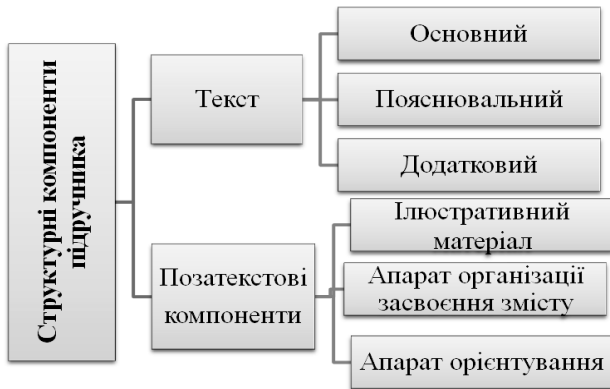 Структурні компоненти
підручника
Текст
Основний
Пояснювальний
Додатковий
Позатекстові
компоненти
Ілюстративний
матеріал
Апарат організації
засвоєння змісту
Апарат орієнтування